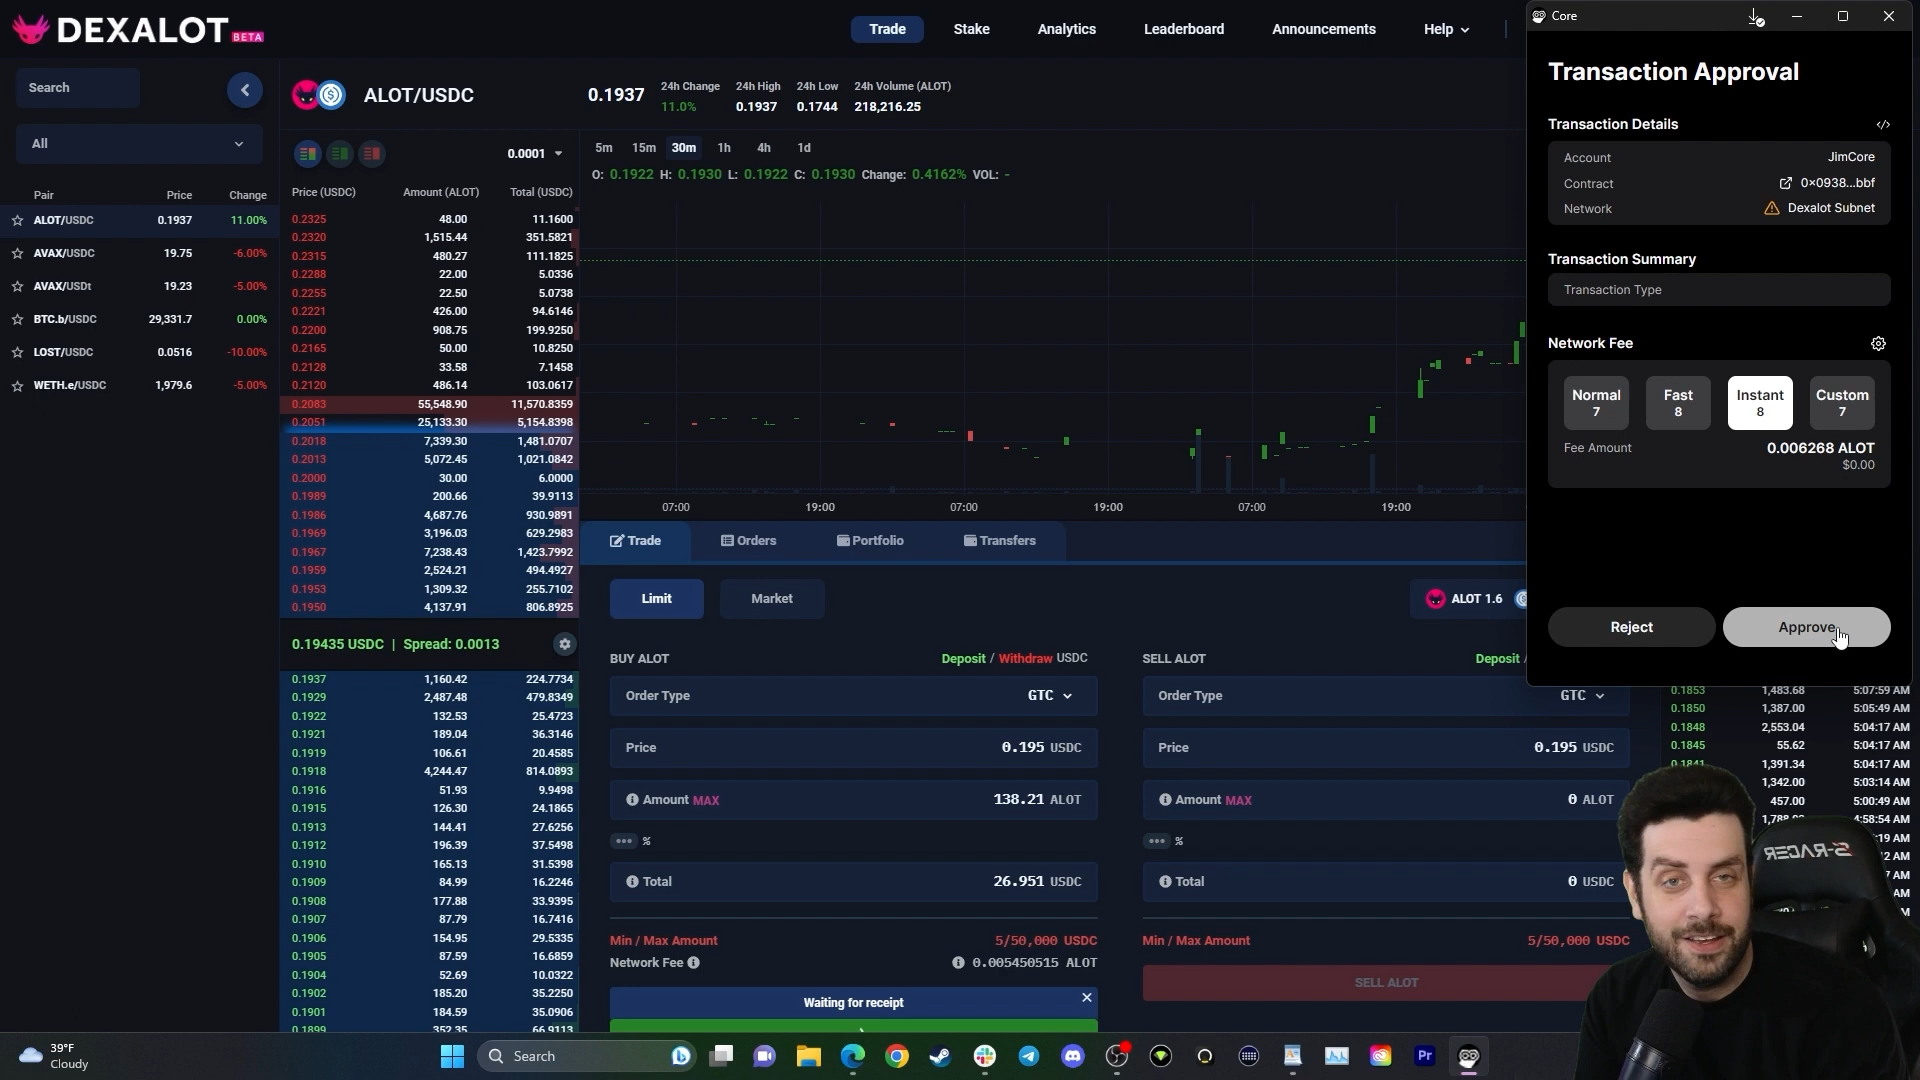 DEXALOT BETA
Trade
Stake
Analytics
Leaderboard
Announcements
Help
Search
All
Pair Price Change
ALOT/USDC 0.1937 11.00%
AVAX/USDC 19.75 -6.00%
AVAX/USDt 19.23 -5.00%
BTC.b/USDC 29,331.7 0.00%
LOST/USDC 0.0516 -10.00%
WETH.e/USDC 1,979.6 -5.00%
ALOT/USDC
0.1937
24h Change 24h High 24h Low 24h Volume (ALOT)
11.0% 0.1937 0.1744 218,216.25
0.0001
Price (USDC) Amount (ALOT) Total (USDC)
0.2325 48.00 11.1600
0.2320 1,515.44 351.5821
0.2315 480.27 111.1825
0.2288 22.00 5.0336
0.2255 22.50 5.0738
0.2221 426.00 94.6146
0.2200 908.75 199.9250
0.2165 50.00 10.8250
0.2128 33.58 7.1458
0.2120 486.14 103.0617
0.2083 55,548.90 11,570.8359
0.2051 25,133.30 5,154.8398
0.2018 7,339.30 1,481.0707
0.2013 5,072.45 1,021.0842
0.2000 30.00 6.0000
0.1989 200.66 39.9113
0.1986 4,687.76 930.9891
0.1969 3,196.03 629.2983
0.1967 7,238.43 1,423.7992
0.1959 2,524.21 494.4927
0.1953 1,309.32 255.7102
0.1950 4,137.91 806.8925
0.19435 USDC | Spread: 0.0013
0.1937 1,160.42 224.7734
0.1929 2,487.48 479.8349
0.1922 132.53 25.4723
0.1921 189.04 36.3146
0.1919 106.61 20.4585
0.1918 4,244.47 814.0893
0.1916 51.93 9.9498
0.1915 126.30 24.1865
0.1913 144.41 27.6256
0.1912 196.39 37.5498
0.1910 165.13 31.5398
0.1909 84.99 16.2246
0.1908 177.88 33.9395
0.1907 87.79 16.7416
0.1906 154.95 29.5335
0.1905 87.59 16.6859
0.1904 52.69 10.0322
0.1902 185.20 35.2250
0.1901 184.59 35.0906
0.1899 352.35 66.9113
5m 15m 30m 1h 4h 1d
O: 0.1922 H: 0.1930 L: 0.1922 C: 0.1930 Change: 0.4162% VOL: -
07:00 19:00 07:00 19:00 07:00 19:00
Trade
Orders
Portfolio
Transfers
Limit
Market
ALOT 1.6
BUY ALOT
Deposit / Withdraw USDC
Order Type GTC
Price 0.195 USDC
Amount MAX 138.21 ALOT
%
Total 26.951 USDC
Min / Max Amount 5/50,000 USDC
Network Fee 0.005450515 ALOT
Waiting for receipt
SELL ALOT
Deposit /
Order Type GTC
Price 0.195 USDC
Amount MAX 0 ALOT
%
Total 0 USDC
Min / Max Amount 5/50,000 USDC
SELL ALOT
Core
Transaction Approval
Transaction Details
Account JimCore
Contract 0x0938...bbf
Network Dexalot Subnet
Transaction Summary
Transaction Type
Network Fee
Normal 7
Fast 8
Instant 8
Custom 7
Fee Amount 0.006268 ALOT
$0.00
Reject
Approve
0.1853 1,483.68 5:07:59 AM
0.1850 1,387.00 5:05:49 AM
0.1848 2,553.04 5:04:17 AM
0.1845 55.62 5:04:17 AM
0.1841 1,391.34 5:04:17 AM
1,342.00 5:03:14 AM
457.00 5:00:49 AM
4:58:54 AM
:19 AM
2 AM
7 AM
AM
39°F
Cloudy
Search
Pr